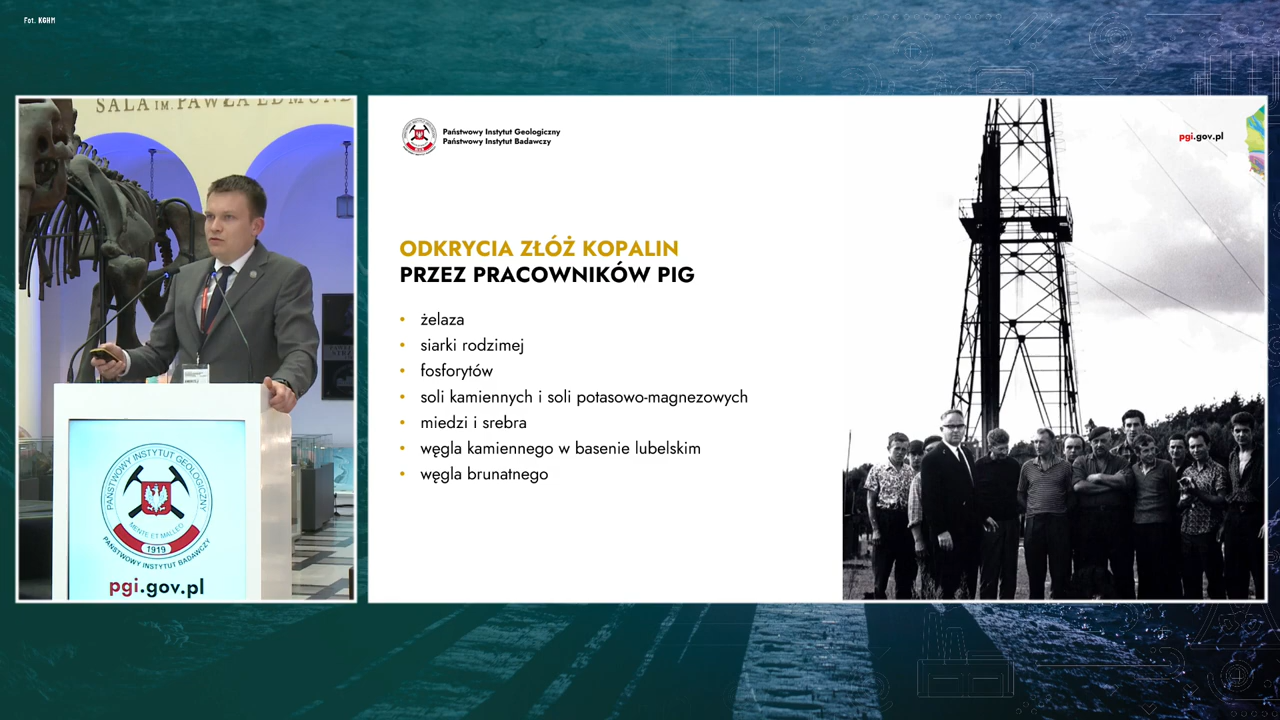 Fot. KGHM
SALA IM. PAWŁA EDMUND
Państwowy Instytut Geologiczny
Państwowy Instytut Badawczy
pgi.gov.pl
ODKRYCIA ZŁÓŻ KOPALIN
PRZEZ PRACOWNIKÓW PIG
• żelaza
• siarki rodzimej
• fosforytów
• soli kamiennych i soli potasowo-magnezowych
• miedzi i srebra
• węgla kamiennego w basenie lubelskim
• węgla brunatnego
PAŃSTWOWY INSTYTUT GEOLOGICZNY
MENTE ET MALLEO
1919
PAŃSTWOWY INSTYTUT BADAWCZY
pgi.gov.pl